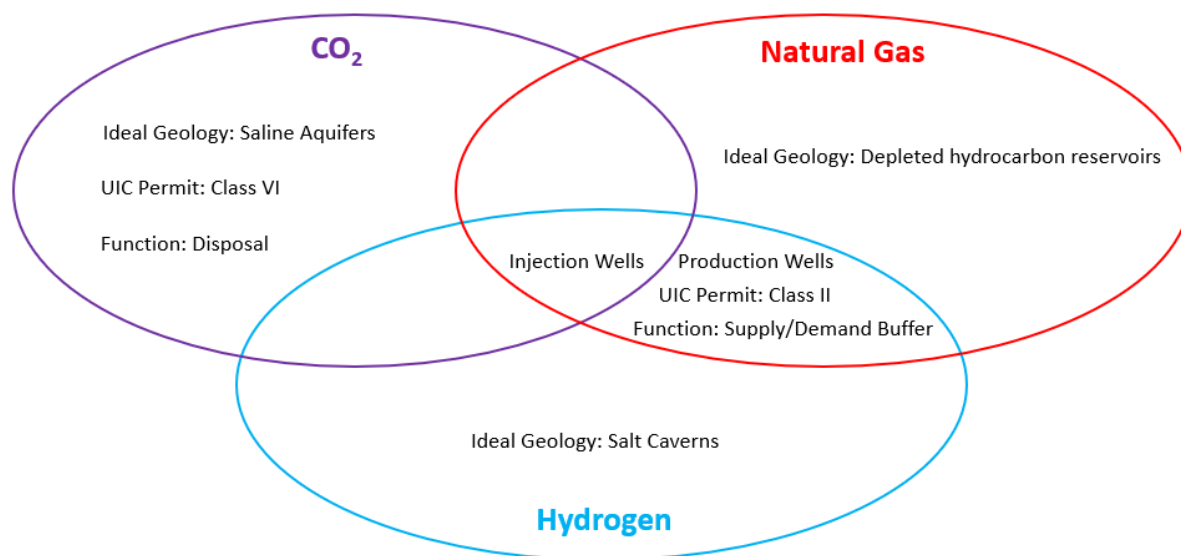 CO₂
Natural Gas
Ideal Geology: Saline Aquifers
Ideal Geology: Depleted hydrocarbon reservoirs
UIC Permit: Class VI
Function: Disposal
Injection Wells
Production Wells
UIC Permit: Class II
Function: Supply/Demand Buffer
Ideal Geology: Salt Caverns
Hydrogen